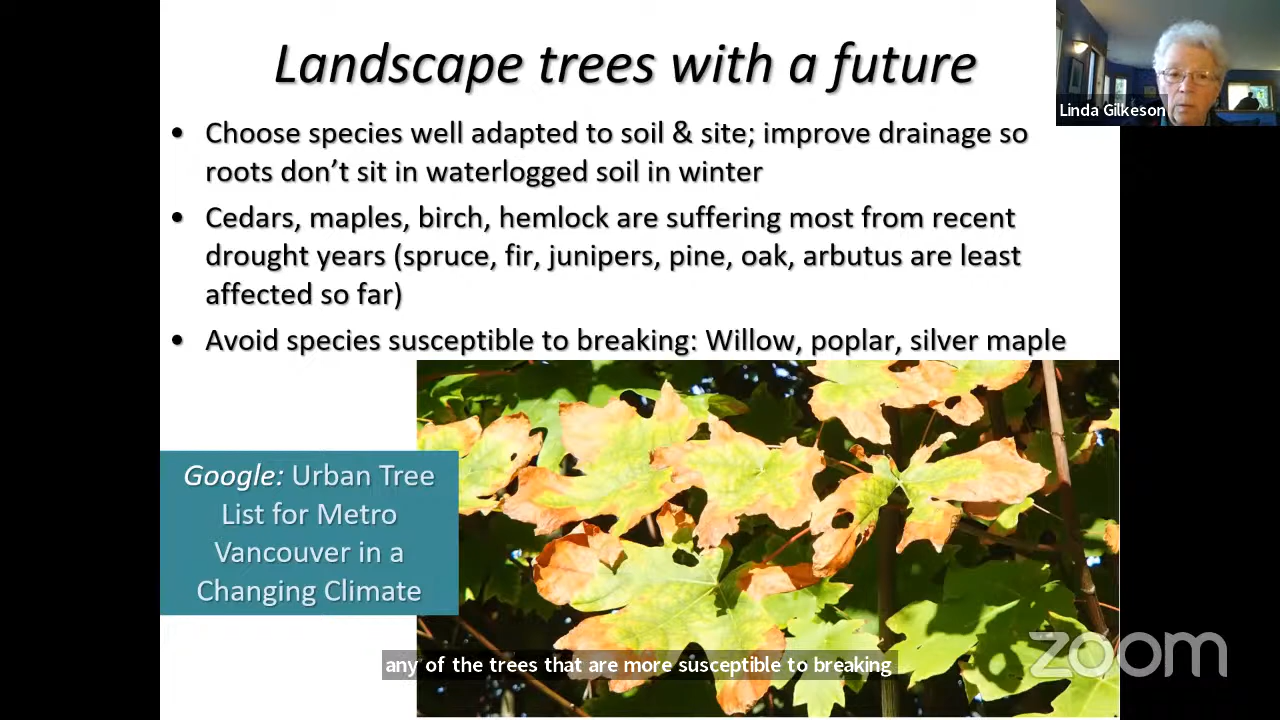 Landscape trees with a future
Linda Gilkeson
• Choose species well adapted to soil & site; improve drainage so
roots don’t sit in waterlogged soil in winter
• Cedars, maples, birch, hemlock are suffering most from recent
drought years (spruce, fir, junipers, pine, oak, arbutus are least
affected so far)
• Avoid species susceptible to breaking: Willow, poplar, silver maple
Google: Urban Tree
List for Metro
Vancouver in a
Changing Climate
any of the trees that are more susceptible to breaking
zoom